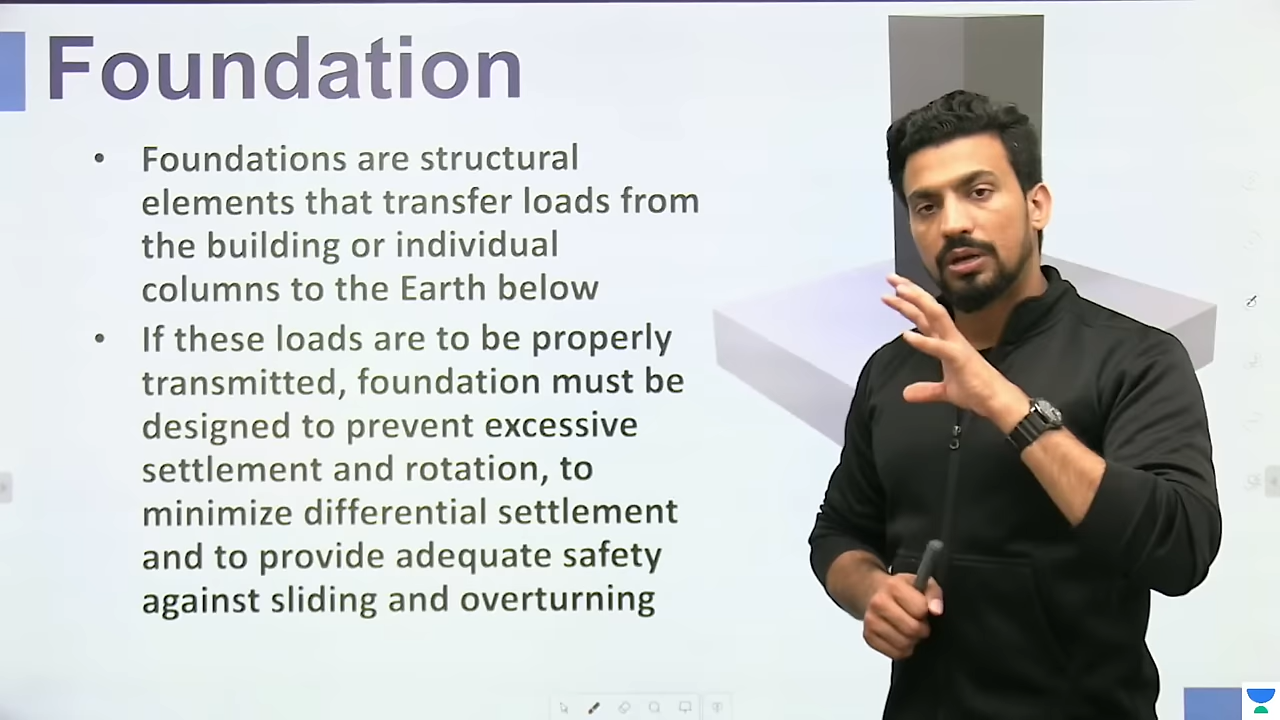 Foundation
• Foundations are structural
elements that transfer loads from
the building or individual
columns to the Earth below
• If these loads are to be properly
transmitted, foundation must be
designed to prevent excessive
settlement and rotation, to
minimize differential settlement
and to provide adequate safety
against sliding and overturning